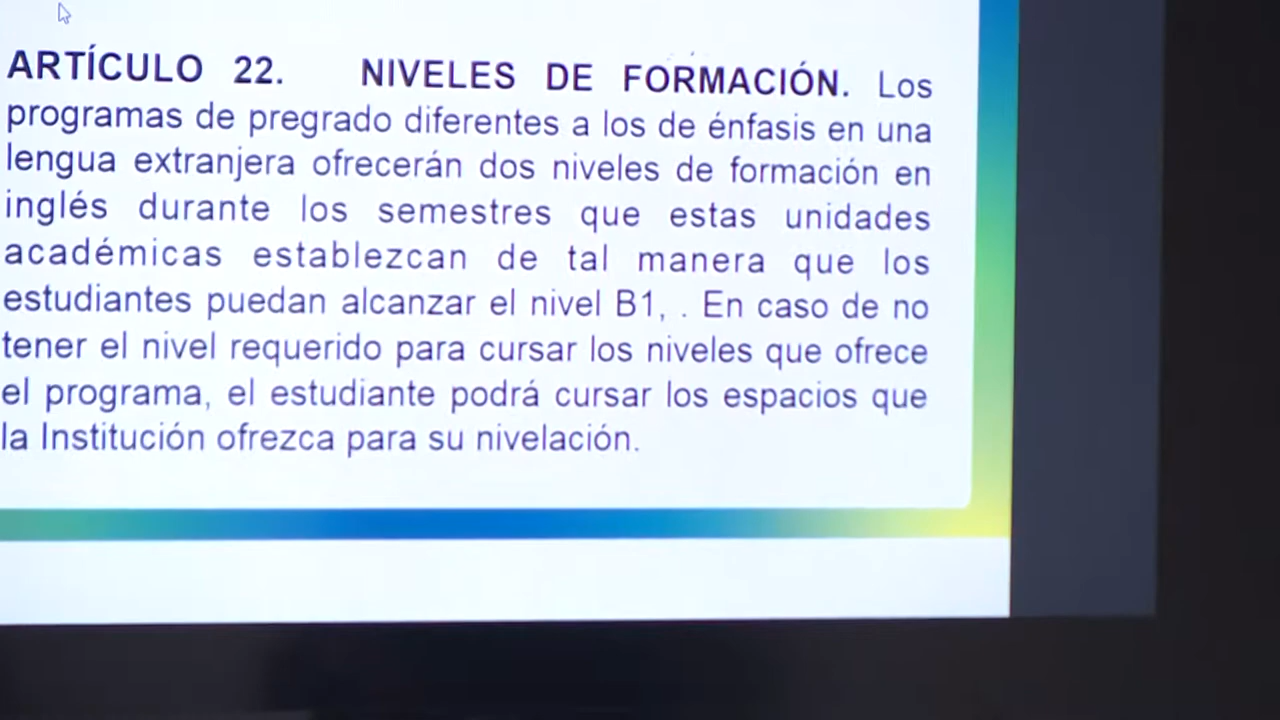 ARTÍCULO 22. NIVELES DE FORMACIÓN. Los
programas de pregrado diferentes a los de énfasis en una
lengua extranjera ofrecerán dos niveles de formación en
inglés durante los semestres que estas unidades
académicas establezcan de tal manera que los
estudiantes puedan alcanzar el nivel B1, . En caso de no
tener el nivel requerido para cursar los niveles que ofrece
el programa, el estudiante podrá cursar los espacios que
la Institución ofrezca para su nivelación.